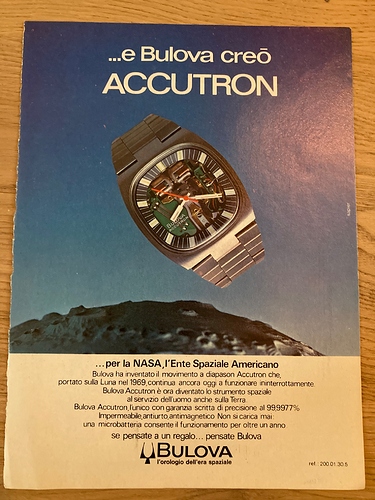 ...e Bulova creō
ACCUTRON
...per la NASA, l'Ente Spaziale Americano
Bulova ha inventato il movimento a diapason Accutron che,
portato sulla Luna nel 1969, continua ancora oggi a funzionare ininterrottamente.
Bulova Accutron è ora diventato lo strumento spaziale
al servizio dell'uomo anche sulla Terra.
Bulova Accutron, l'unico con garanzia scritta di precisione al 99,9977%
Impermeabile, antiurto, antimagnetico. Non si carica mai:
una microbatteria consente il funzionamento per oltre un anno
se pensate a un regalo... pensate Bulova
BULOVA
l'orologio dell'era spaziale
ref.: 200.01.30.5